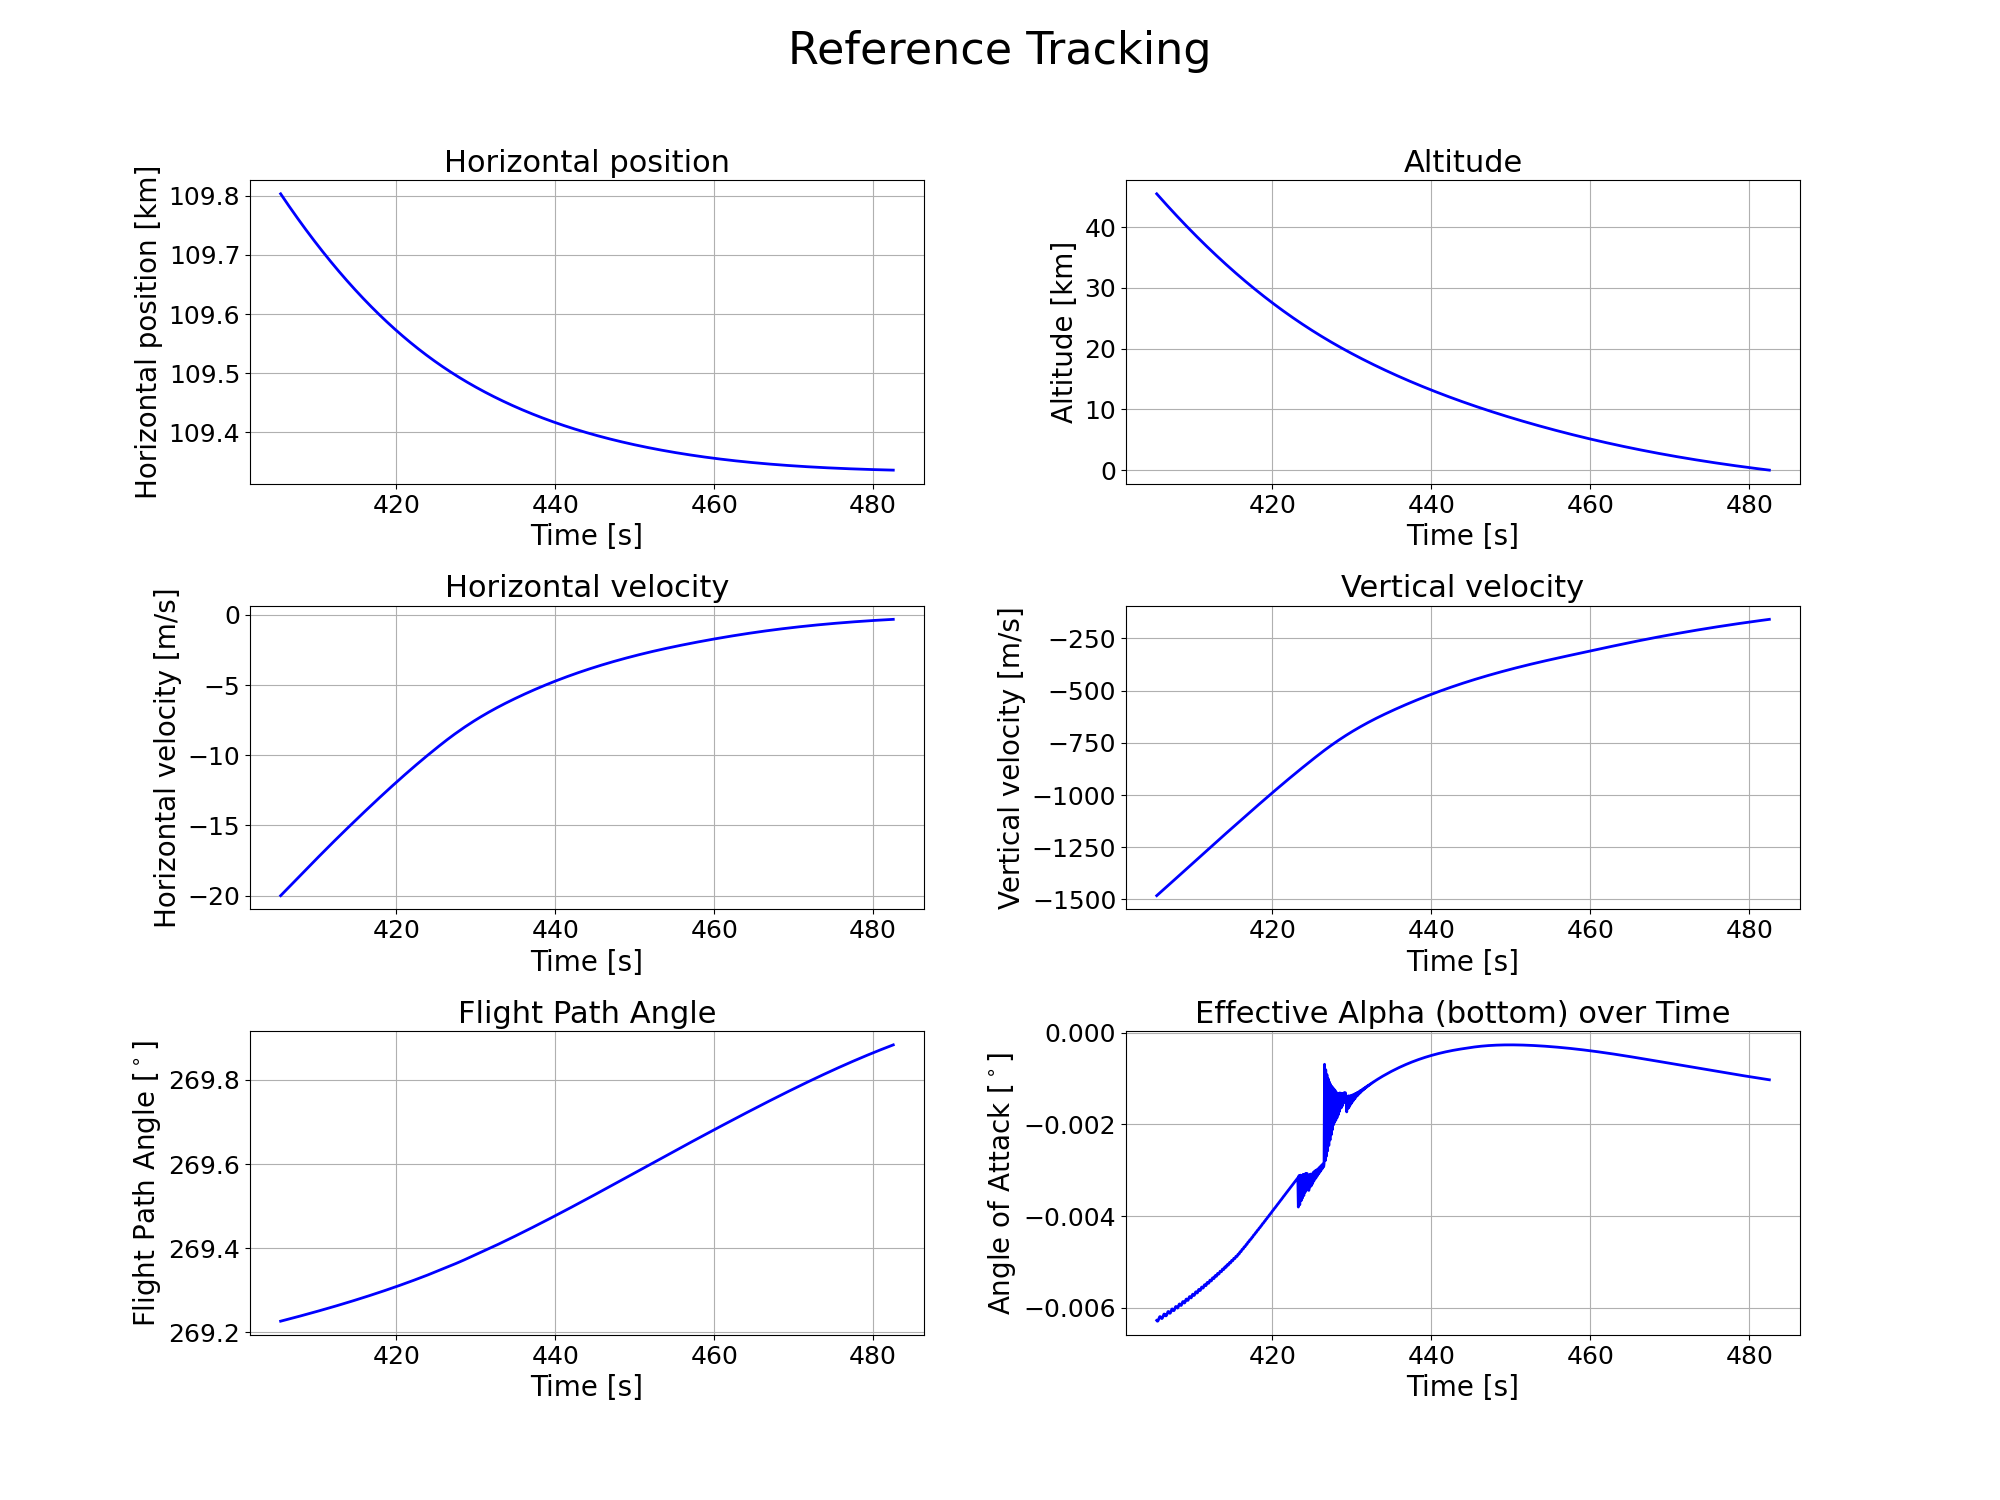 Reference Tracking
Horizontal position
Horizontal position [km]
109.8
109.7
109.6
109.5
109.4
420 440 460 480
Time [s]
Altitude
Altitude [km]
40
30
20
10
0
420 440 460 480
Time [s]
Horizontal velocity
Horizontal velocity [m/s]
0
−5
−10
−15
−20
420 440 460 480
Time [s]
Vertical velocity
Vertical velocity [m/s]
−250
−500
−750
−1000
−1250
−1500
420 440 460 480
Time [s]
Flight Path Angle
Flight Path Angle [°]
269.8
269.6
269.4
269.2
420 440 460 480
Time [s]
Effective Alpha (bottom) over Time
Angle of Attack [°]
0.000
−0.002
−0.004
−0.006
420 440 460 480
Time [s]